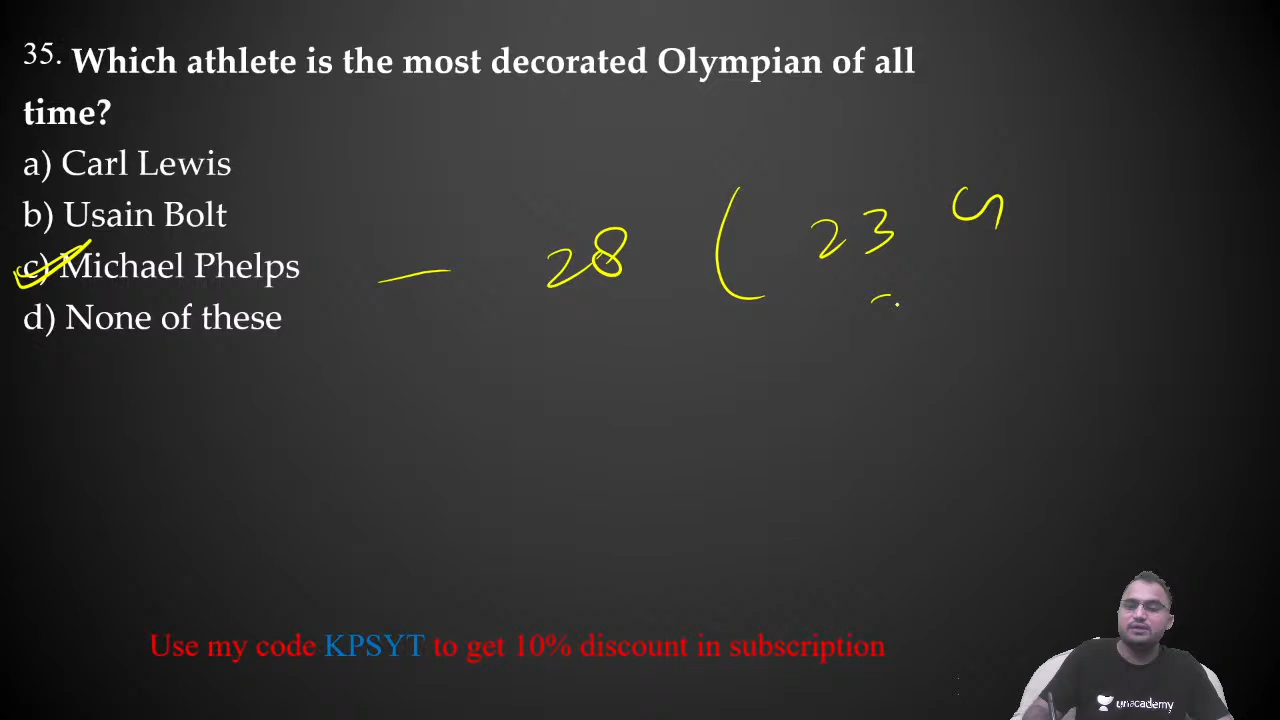 35. Which athlete is the most decorated Olympian of all
time?
a) Carl Lewis
b) Usain Bolt
c) Michael Phelps — 28 ( 23 G
d) None of these
Use my code KPSYT to get 10% discount in subscription
unacademy